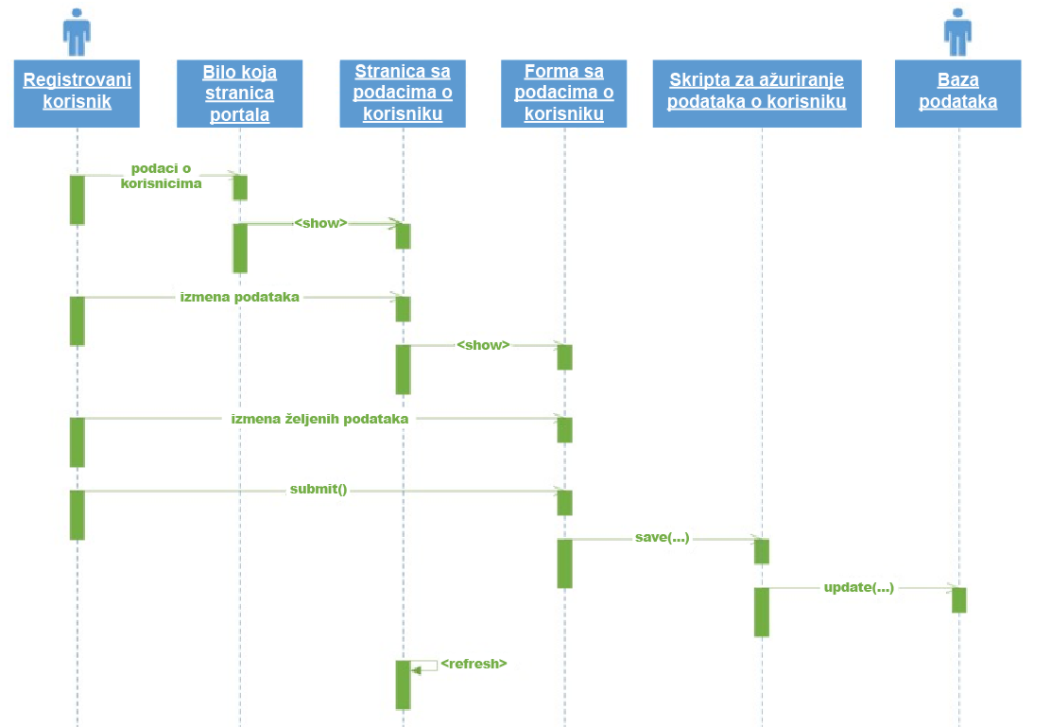 Registrovani
korisnik
Bilo koja
stranica
portala
Stranica sa
podacima o
korisniku
Forma sa
podacima o
korisniku
Skripta za ažuriranje
podataka o korisniku
Baza
podataka
podaci o
korisnicima
<show>
izmena podataka
<show>
izmena željenih podataka
submit()
save(...)
update(...)
<refresh>